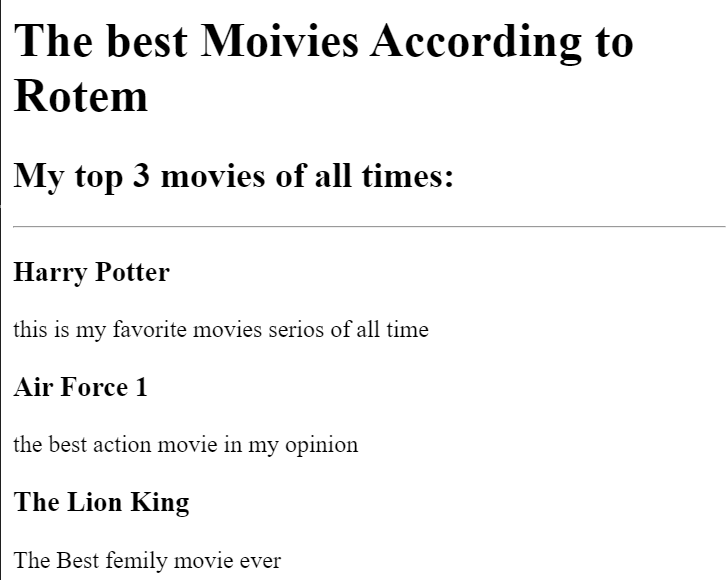 The best Moivies According to
Rotem
My top 3 movies of all times:
Harry Potter
this is my favorite movies serios of all time
Air Force 1
the best action movie in my opinion
The Lion King
The Best femily movie ever